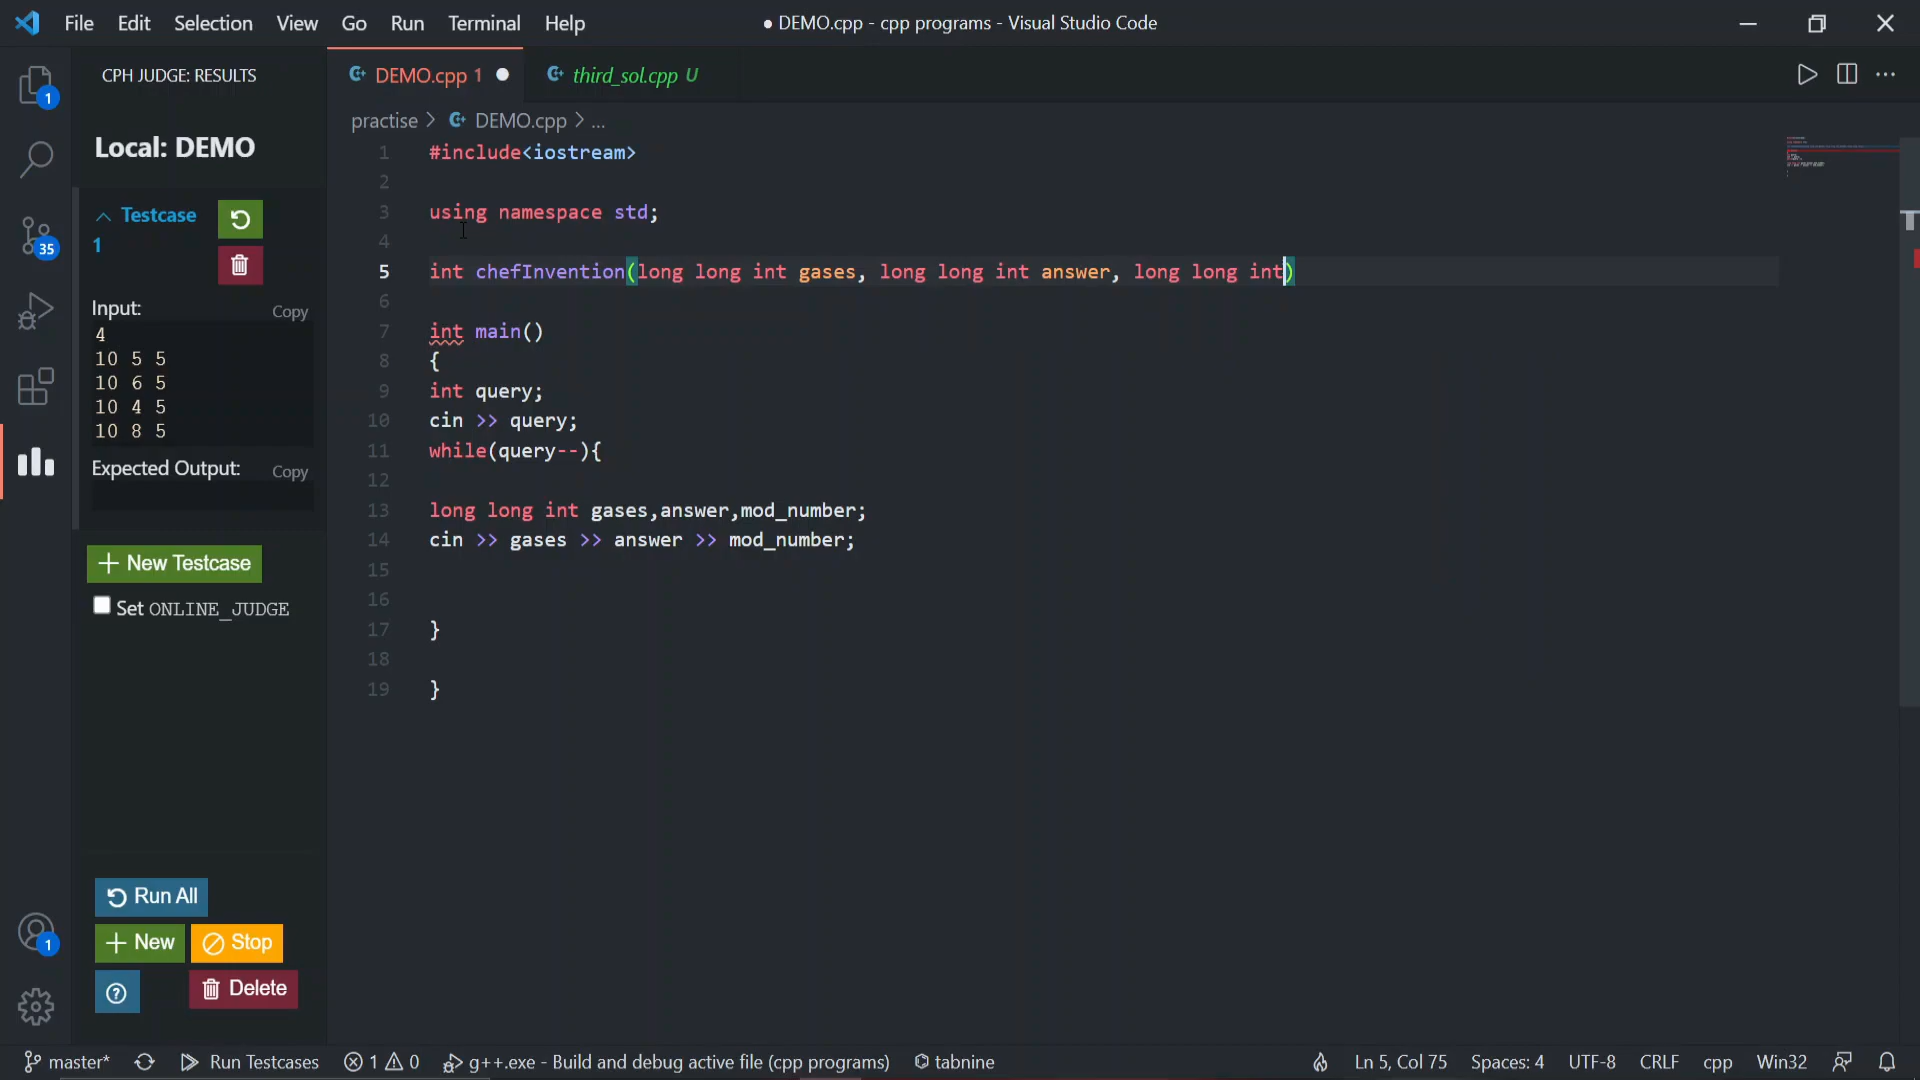 File Edit Selection View Go Run Terminal Help
● DEMO.cpp - cpp programs - Visual Studio Code
CPH JUDGE: RESULTS
DEMO.cpp 1 ●
third_sol.cpp U
practise > DEMO.cpp > ...
1
Local: DEMO
Testcase
1
35
Input: Copy
4
10 5 5
10 6 5
10 4 5
10 8 5
Expected Output: Copy
+ New Testcase
Set ONLINE_JUDGE
Run All
+ New
Stop
Delete
1
1 #include<iostream>
2
3 using namespace std;
4
5 int chefInvention(long long int gases, long long int answer, long long int)
6
7 int main()
8 {
9 int query;
10 cin >> query;
11 while(query--){
12
13 long long int gases,answer,mod_number;
14 cin >> gases >> answer >> mod_number;
15
16
17 }
18
19 }
master* Run Testcases 1 0 g++.exe - Build and debug active file (cpp programs) tabnine Ln 5, Col 75 Spaces: 4 UTF-8 CRLF cpp Win32